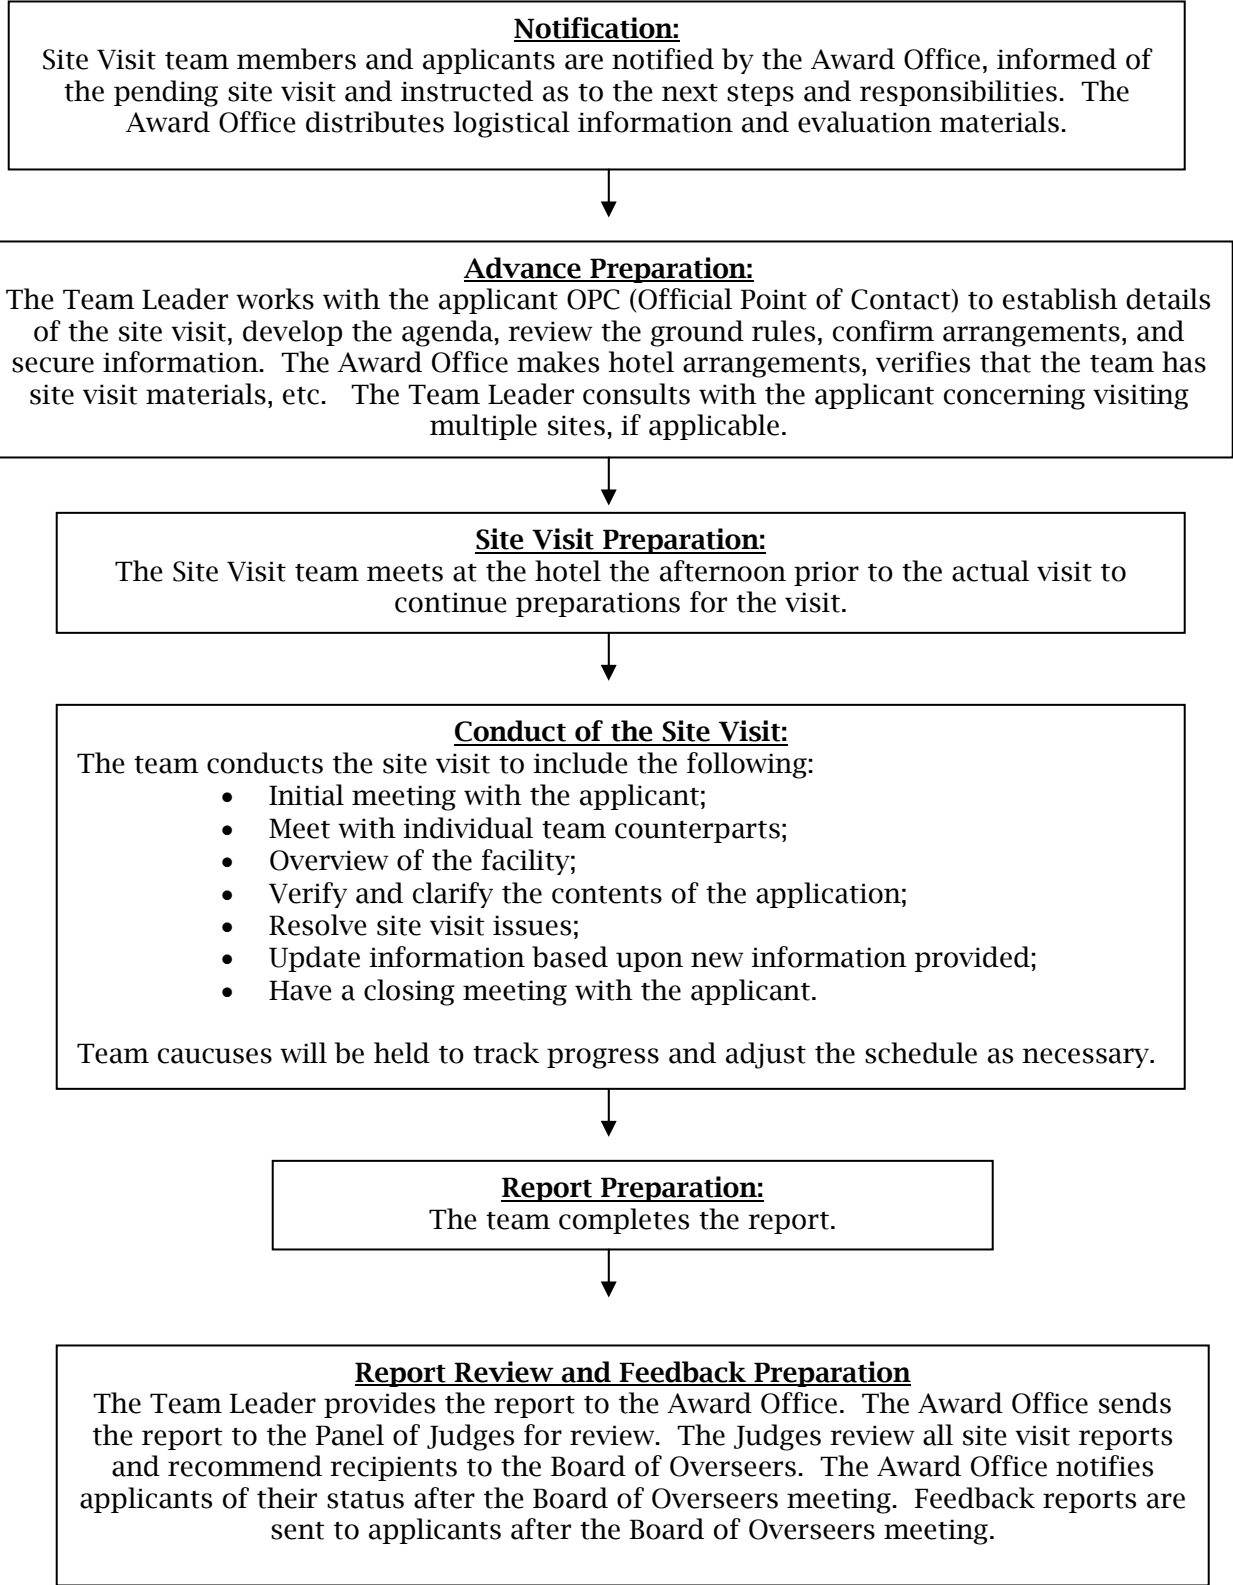 Notification:
Site Visit team members and applicants are notified by the Award Office, informed of
the pending site visit and instructed as to the next steps and responsibilities.  The
Award Office distributes logistical information and evaluation materials.
Advance Preparation:
The Team Leader works with the applicant OPC (Official Point of Contact) to establish details
of the site visit, develop the agenda, review the ground rules, confirm arrangements, and
secure information.  The Award Office makes hotel arrangements, verifies that the team has
site visit materials, etc.   The Team Leader consults with the applicant concerning visiting
multiple sites, if applicable.
Site Visit Preparation:
The Site Visit team meets at the hotel the afternoon prior to the actual visit to
continue preparations for the visit.
Conduct of the Site Visit:
The team conducts the site visit to include the following:
• Initial meeting with the applicant;
• Meet with individual team counterparts;
• Overview of the facility;
• Verify and clarify the contents of the application;
• Resolve site visit issues;
• Update information based upon new information provided;
• Have a closing meeting with the applicant.
Team caucuses will be held to track progress and adjust the schedule as necessary.
Report Preparation:
The team completes the report.
Report Review and Feedback Preparation
The Team Leader provides the report to the Award Office.  The Award Office sends
the report to the Panel of Judges for review.  The Judges review all site visit reports
and recommend recipients to the Board of Overseers.  The Award Office notifies
applicants of their status after the Board of Overseers meeting.  Feedback reports are
sent to applicants after the Board of Overseers meeting.